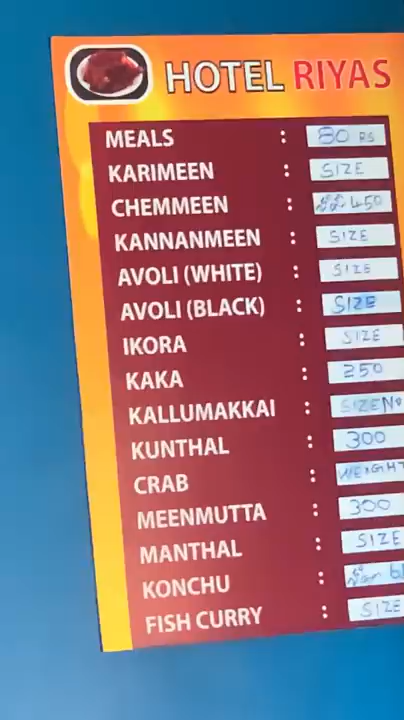 HOTEL RIYAS
MEALS : 80 RS
KARIMEEN : SIZE
CHEMMEEN : 450
KANNANMEEN : SIZE
AVOLI (WHITE) : SIZE
AVOLI (BLACK) : SIZE
IKORA : SIZE
KAKA : 250
KALLUMAKKAI : SIZE
KUNTHAL : 300
CRAB : WEIGHT
MEENMUTTA : 300
MANTHAL : SIZE
KONCHU :
FISH CURRY : SIZE